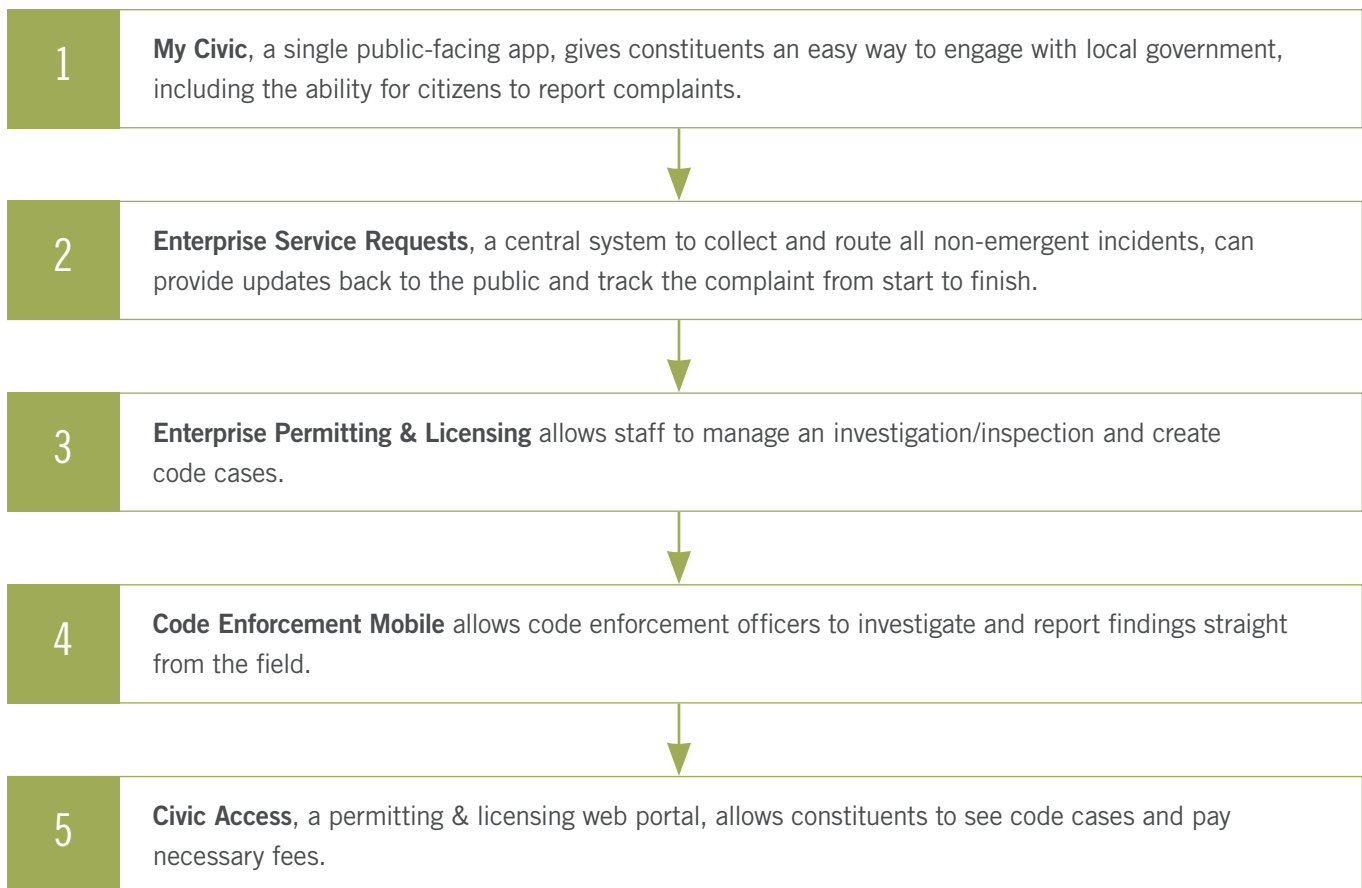 1
My Civic, a single public-facing app, gives constituents an easy way to engage with local government,
including the ability for citizens to report complaints.
2
Enterprise Service Requests, a central system to collect and route all non-emergent incidents, can
provide updates back to the public and track the complaint from start to finish.
3
Enterprise Permitting & Licensing allows staff to manage an investigation/inspection and create
code cases.
4
Code Enforcement Mobile allows code enforcement officers to investigate and report findings straight
from the field.
5
Civic Access, a permitting & licensing web portal, allows constituents to see code cases and pay
necessary fees.